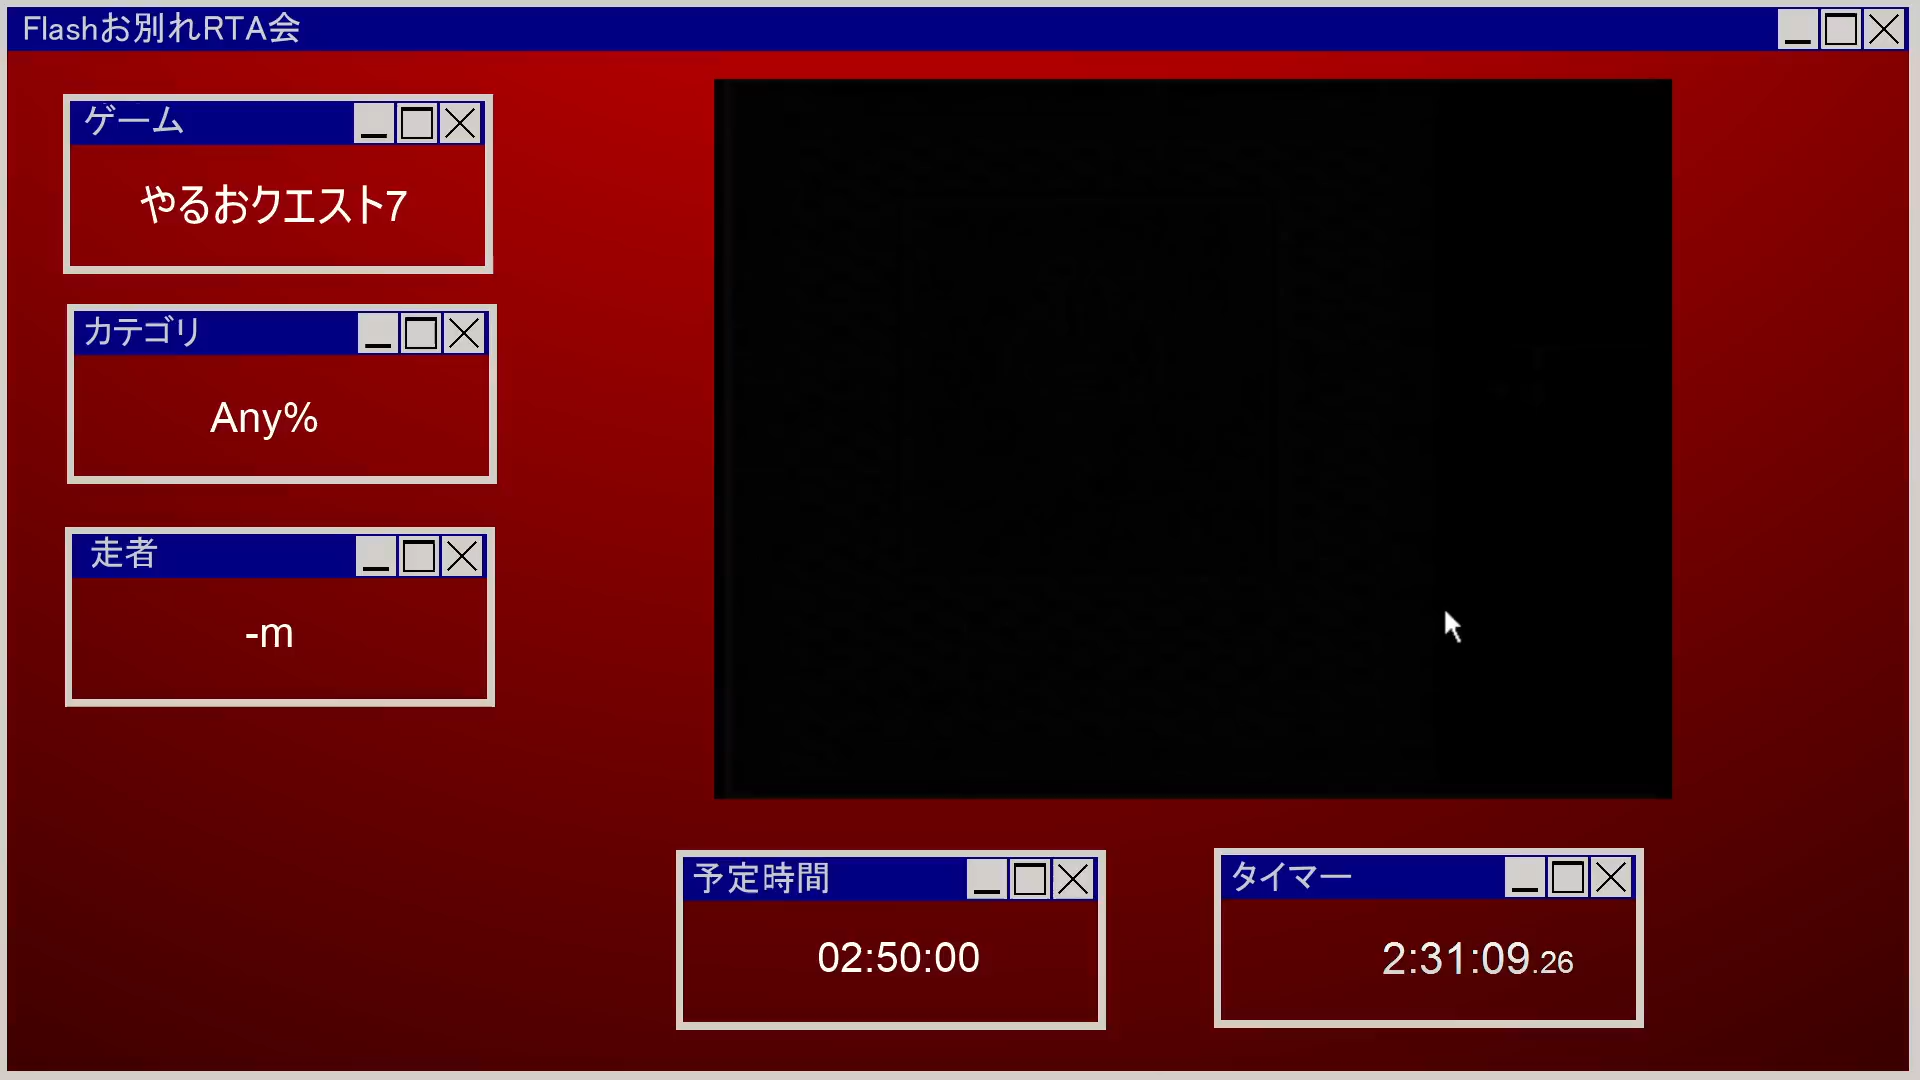 Flashお別れRTA会
ゲーム
やるおクエスト7
カテゴリ
Any%
走者
-m
予定時間
02:50:00
タイマー
2:31:09.26